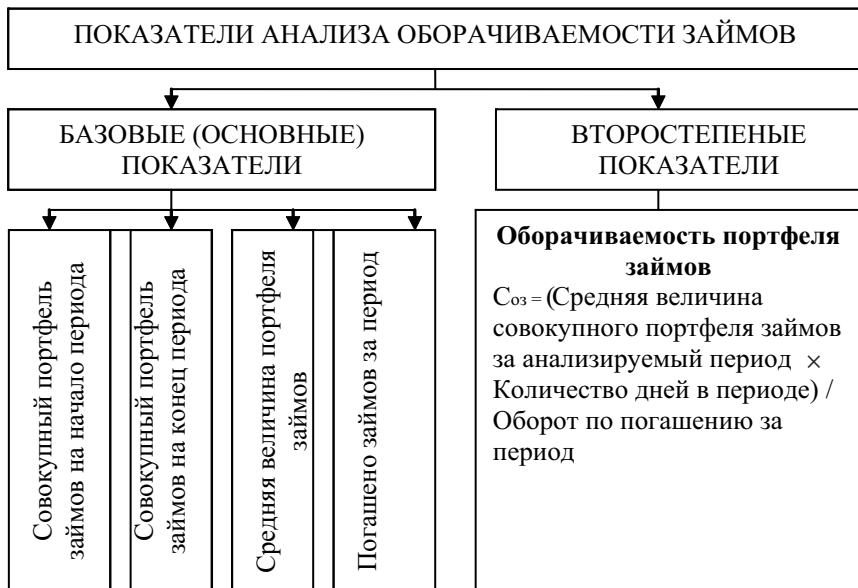 ПОКАЗАТЕЛИ АНАЛИЗА ОБОРАЧИВАЕМОСТИ ЗАЙМОВ
БАЗОВЫЕ (ОСНОВНЫЕ)
ПОКАЗАТЕЛИ
ВТОРОСТЕПЕНЫЕ
ПОКАЗАТЕЛИ
Совокупный портфель
займов на начало периода
Совокупный портфель
займов на конец периода
Средняя величина портфеля
займов
Погашено займов за период
Оборачиваемость портфеля
займов
Cоз = (Средняя величина
совокупного портфеля займов
за анализируемый период ×
Количество дней в периоде) /
Оборот по погашению за
период